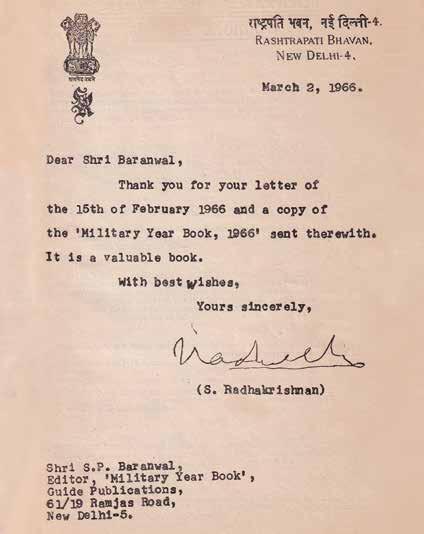 राष्ट्रपति भवन, नई दिल्ली-4.
RASHTRAPATI BHAVAN,
NEW DELHI-4.
March 2, 1966.
Dear Shri Baranwal,
Thank you for your letter of
the 15th of February 1966 and a copy of
the 'Military Year Book, 1966' sent therewith.
It is a valuable book.
With best wishes,
Yours sincerely,
(S. Radhakrishnan)
Shri S.P. Baranwal,
Editor, 'Military Year Book',
Guide Publications,
61/19 Ramjas Road,
New Delhi-5.